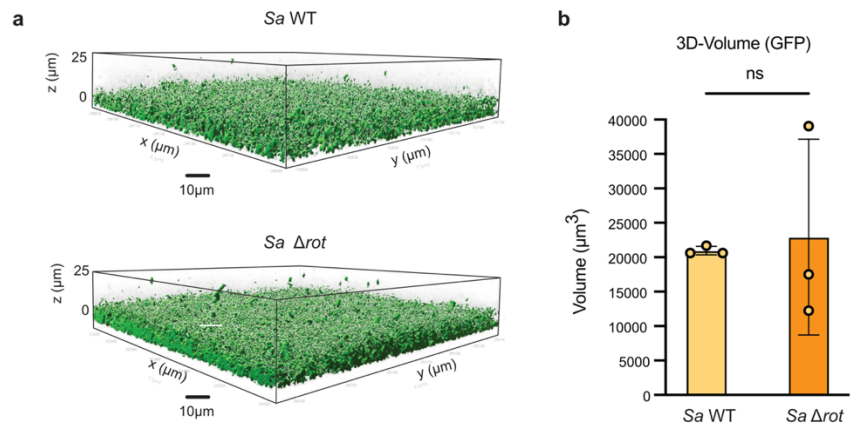 a
Sa WT
25
z (µm)
0
x (µm)
y (µm)
10µm
Sa Δrot
25
z (µm)
0
x (µm)
y (µm)
10µm
b
3D-Volume (GFP)
ns
40000
35000
30000
25000
20000
15000
10000
5000
0
Volume (µm³)
Sa WT
Sa Δrot